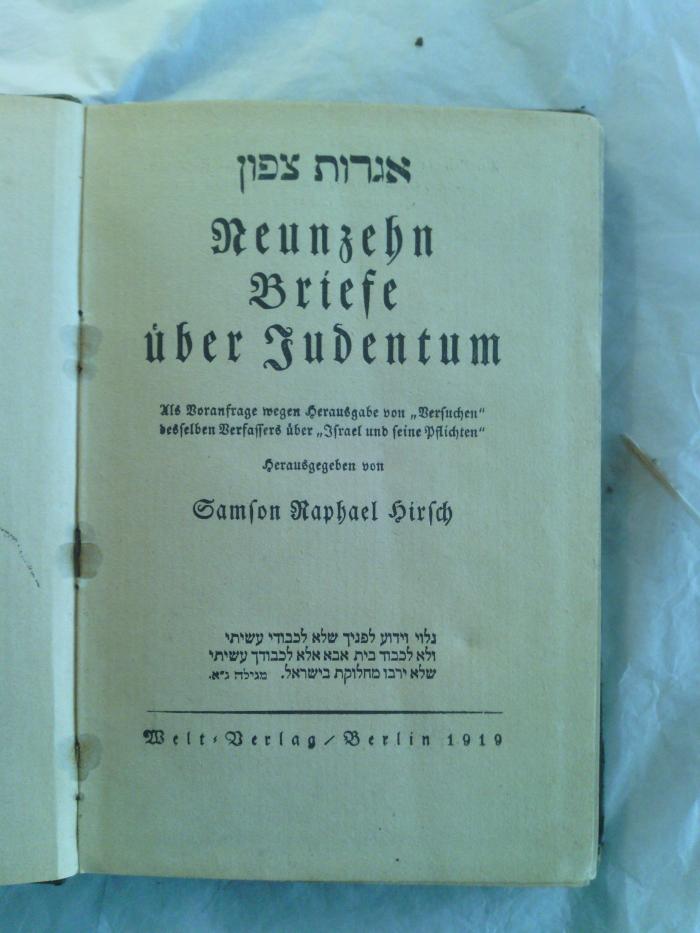 אגרות צפון
Neunzehn
Briefe
über Judentum
Als Voranfrage wegen Herausgabe von „Verſuchen“
desſelben Verfaſſers über „Iſrael und ſeine Pflichten“
Herausgegeben von
Samſon Raphael Hirſch
גלוי וידוע לפניך שלא לכבודי עשיתי
ולא לכבוד בית אבא אלא לכבודך עשיתי
שלא ירבו מחלוקת בישראל. מגילה ג״א.
Welt-Verlag / Berlin 1919